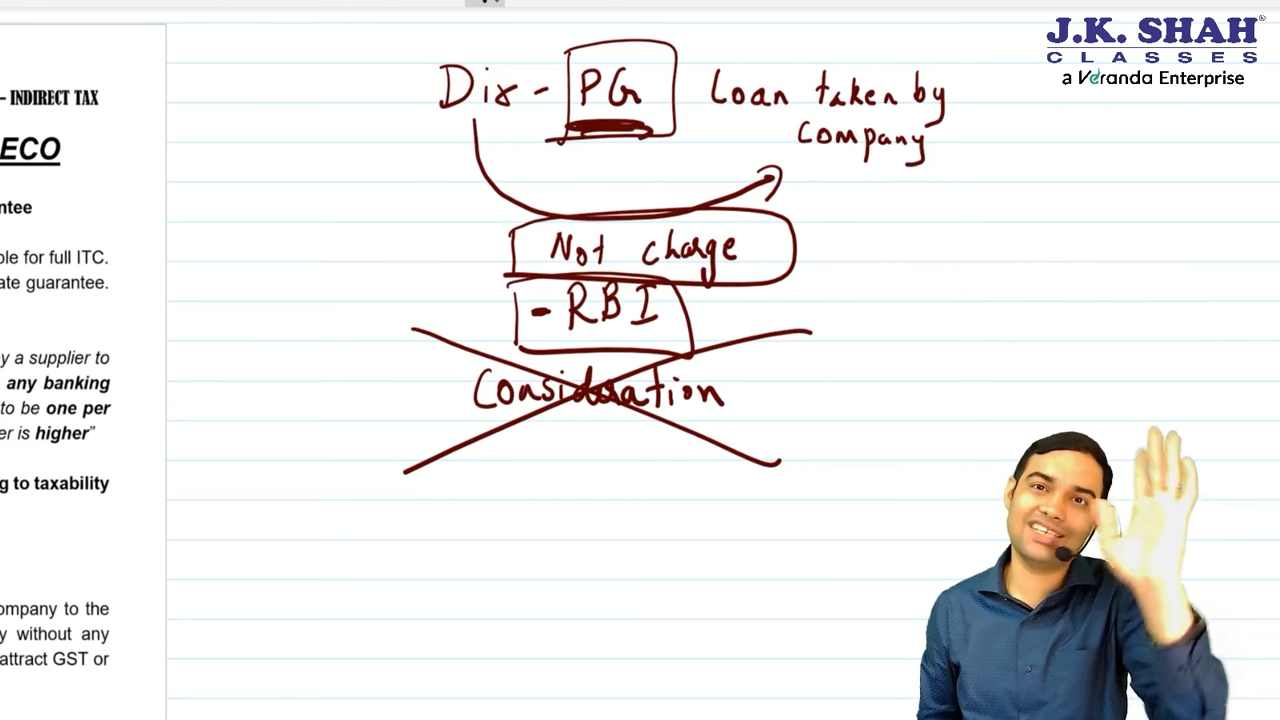 J.K. SHAH®
CLASSES
a Veranda Enterprise
– INDIRECT TAX
ECO
ntee
ole for full ITC.
ate guarantee.
y a supplier to
any banking
to be one per
er is higher”
g to taxability
ompany to the
y without any
attract GST or
Dir - PG Loan taken by
Company
Not charge
- RBI
Consideration